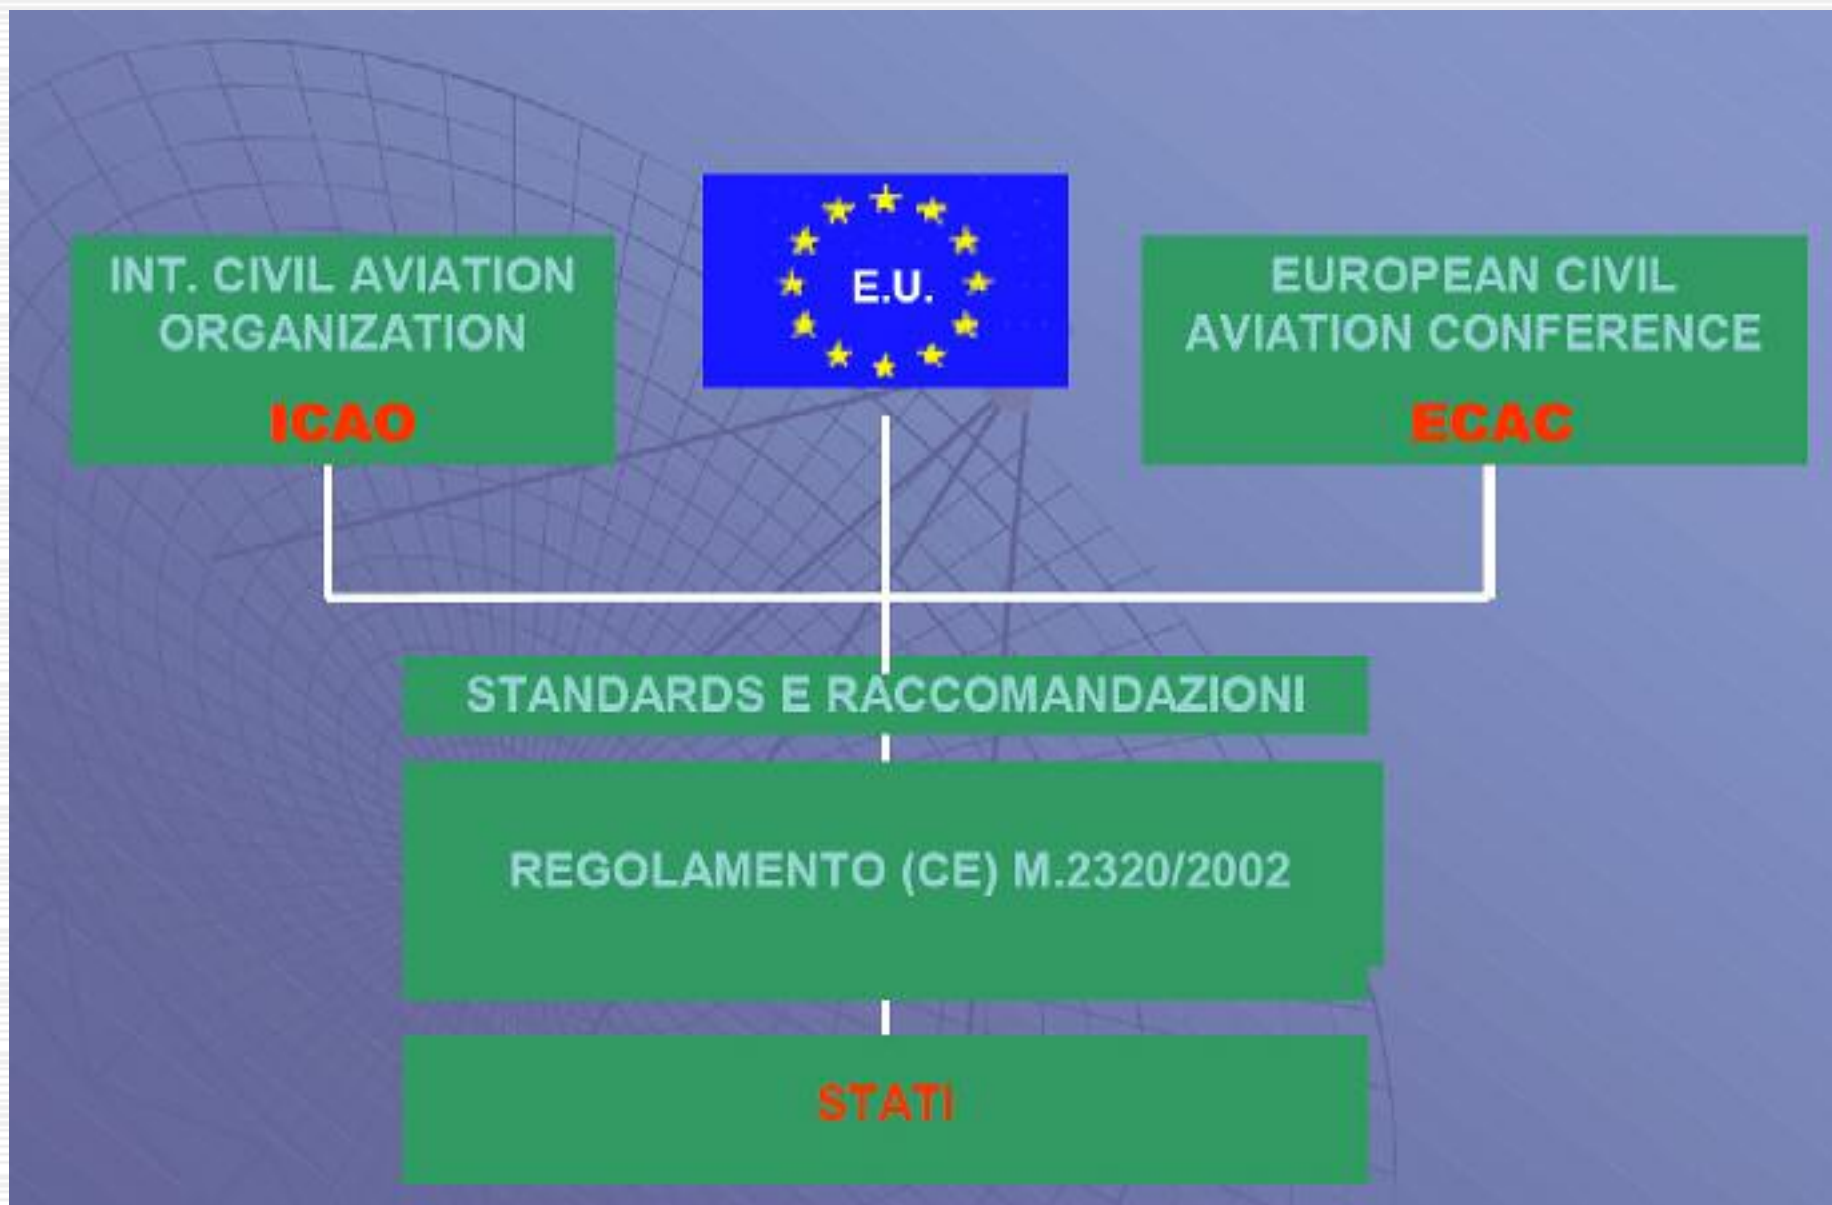 INT. CIVIL AVIATION
ORGANIZATION
ICAO
E.U.
EUROPEAN CIVIL
AVIATION CONFERENCE
ECAC
STANDARDS E RACCOMANDAZIONI
REGOLAMENTO (CE) M.2320/2002
STATI